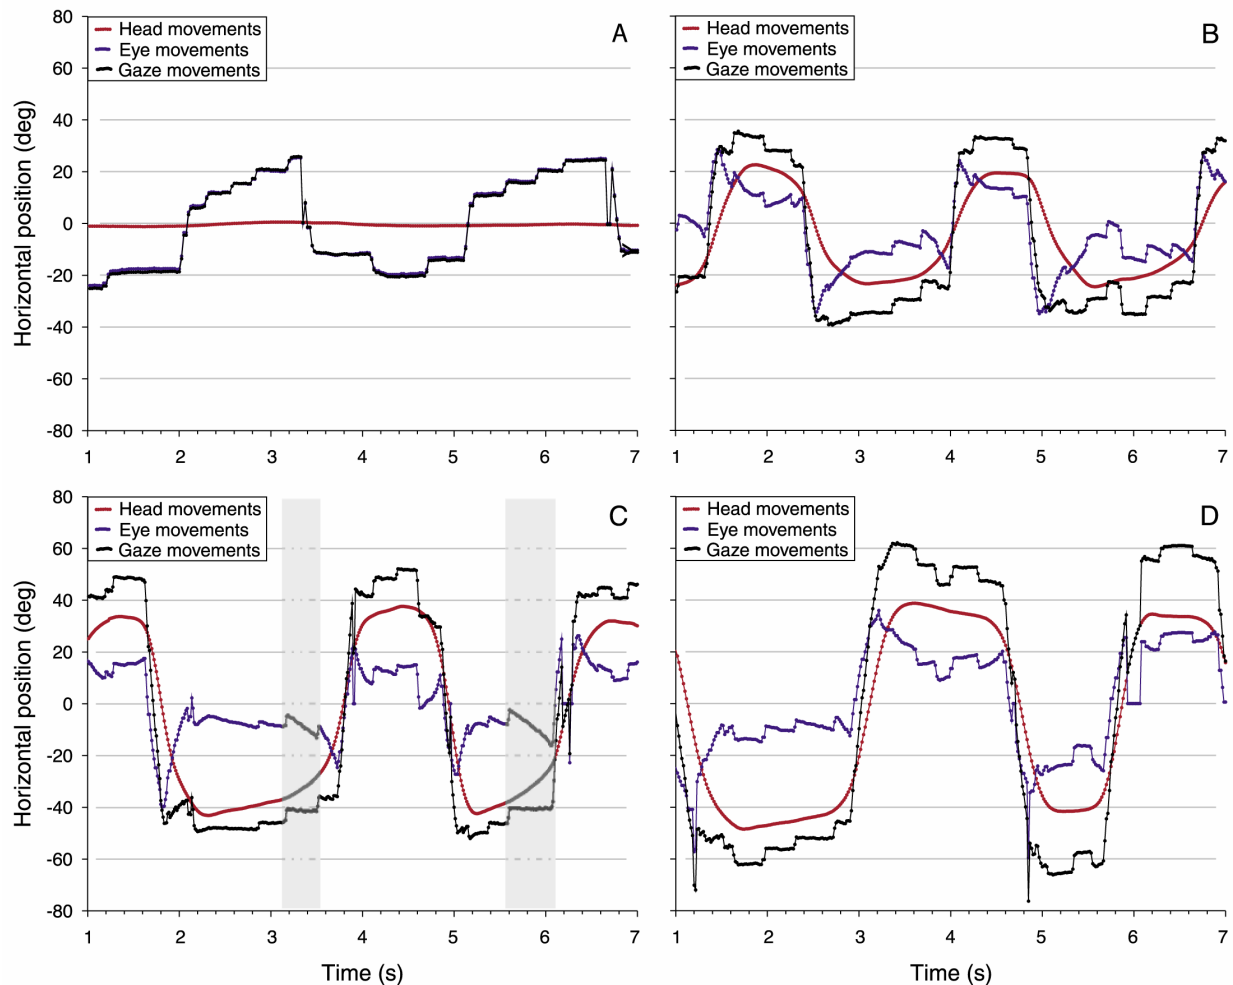 80
60
40
20
0
-20
-40
-60
-80
Horizontal position (deg)
Head movements
Eye movements
Gaze movements
A
1 2 3 4 5 6 7
Head movements
Eye movements
Gaze movements
B
1 2 3 4 5 6 7
80
60
40
20
0
-20
-40
-60
-80
Horizontal position (deg)
Head movements
Eye movements
Gaze movements
C
1 2 3 4 5 6 7
Time (s)
Head movements
Eye movements
Gaze movements
D
1 2 3 4 5 6 7
Time (s)